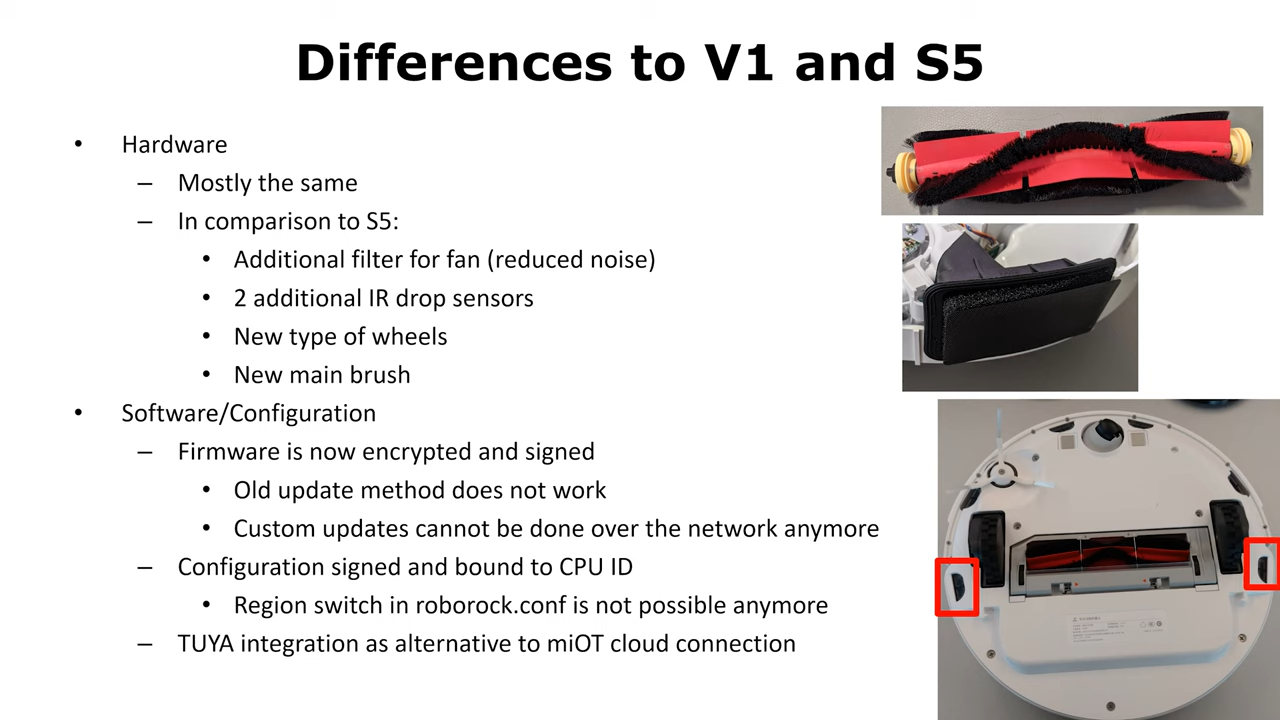 Differences to V1 and S5
• Hardware
– Mostly the same
– In comparison to S5:
• Additional filter for fan (reduced noise)
• 2 additional IR drop sensors
• New type of wheels
• New main brush
• Software/Configuration
– Firmware is now encrypted and signed
• Old update method does not work
• Custom updates cannot be done over the network anymore
– Configuration signed and bound to CPU ID
• Region switch in roborock.conf is not possible anymore
– TUYA integration as alternative to miOT cloud connection